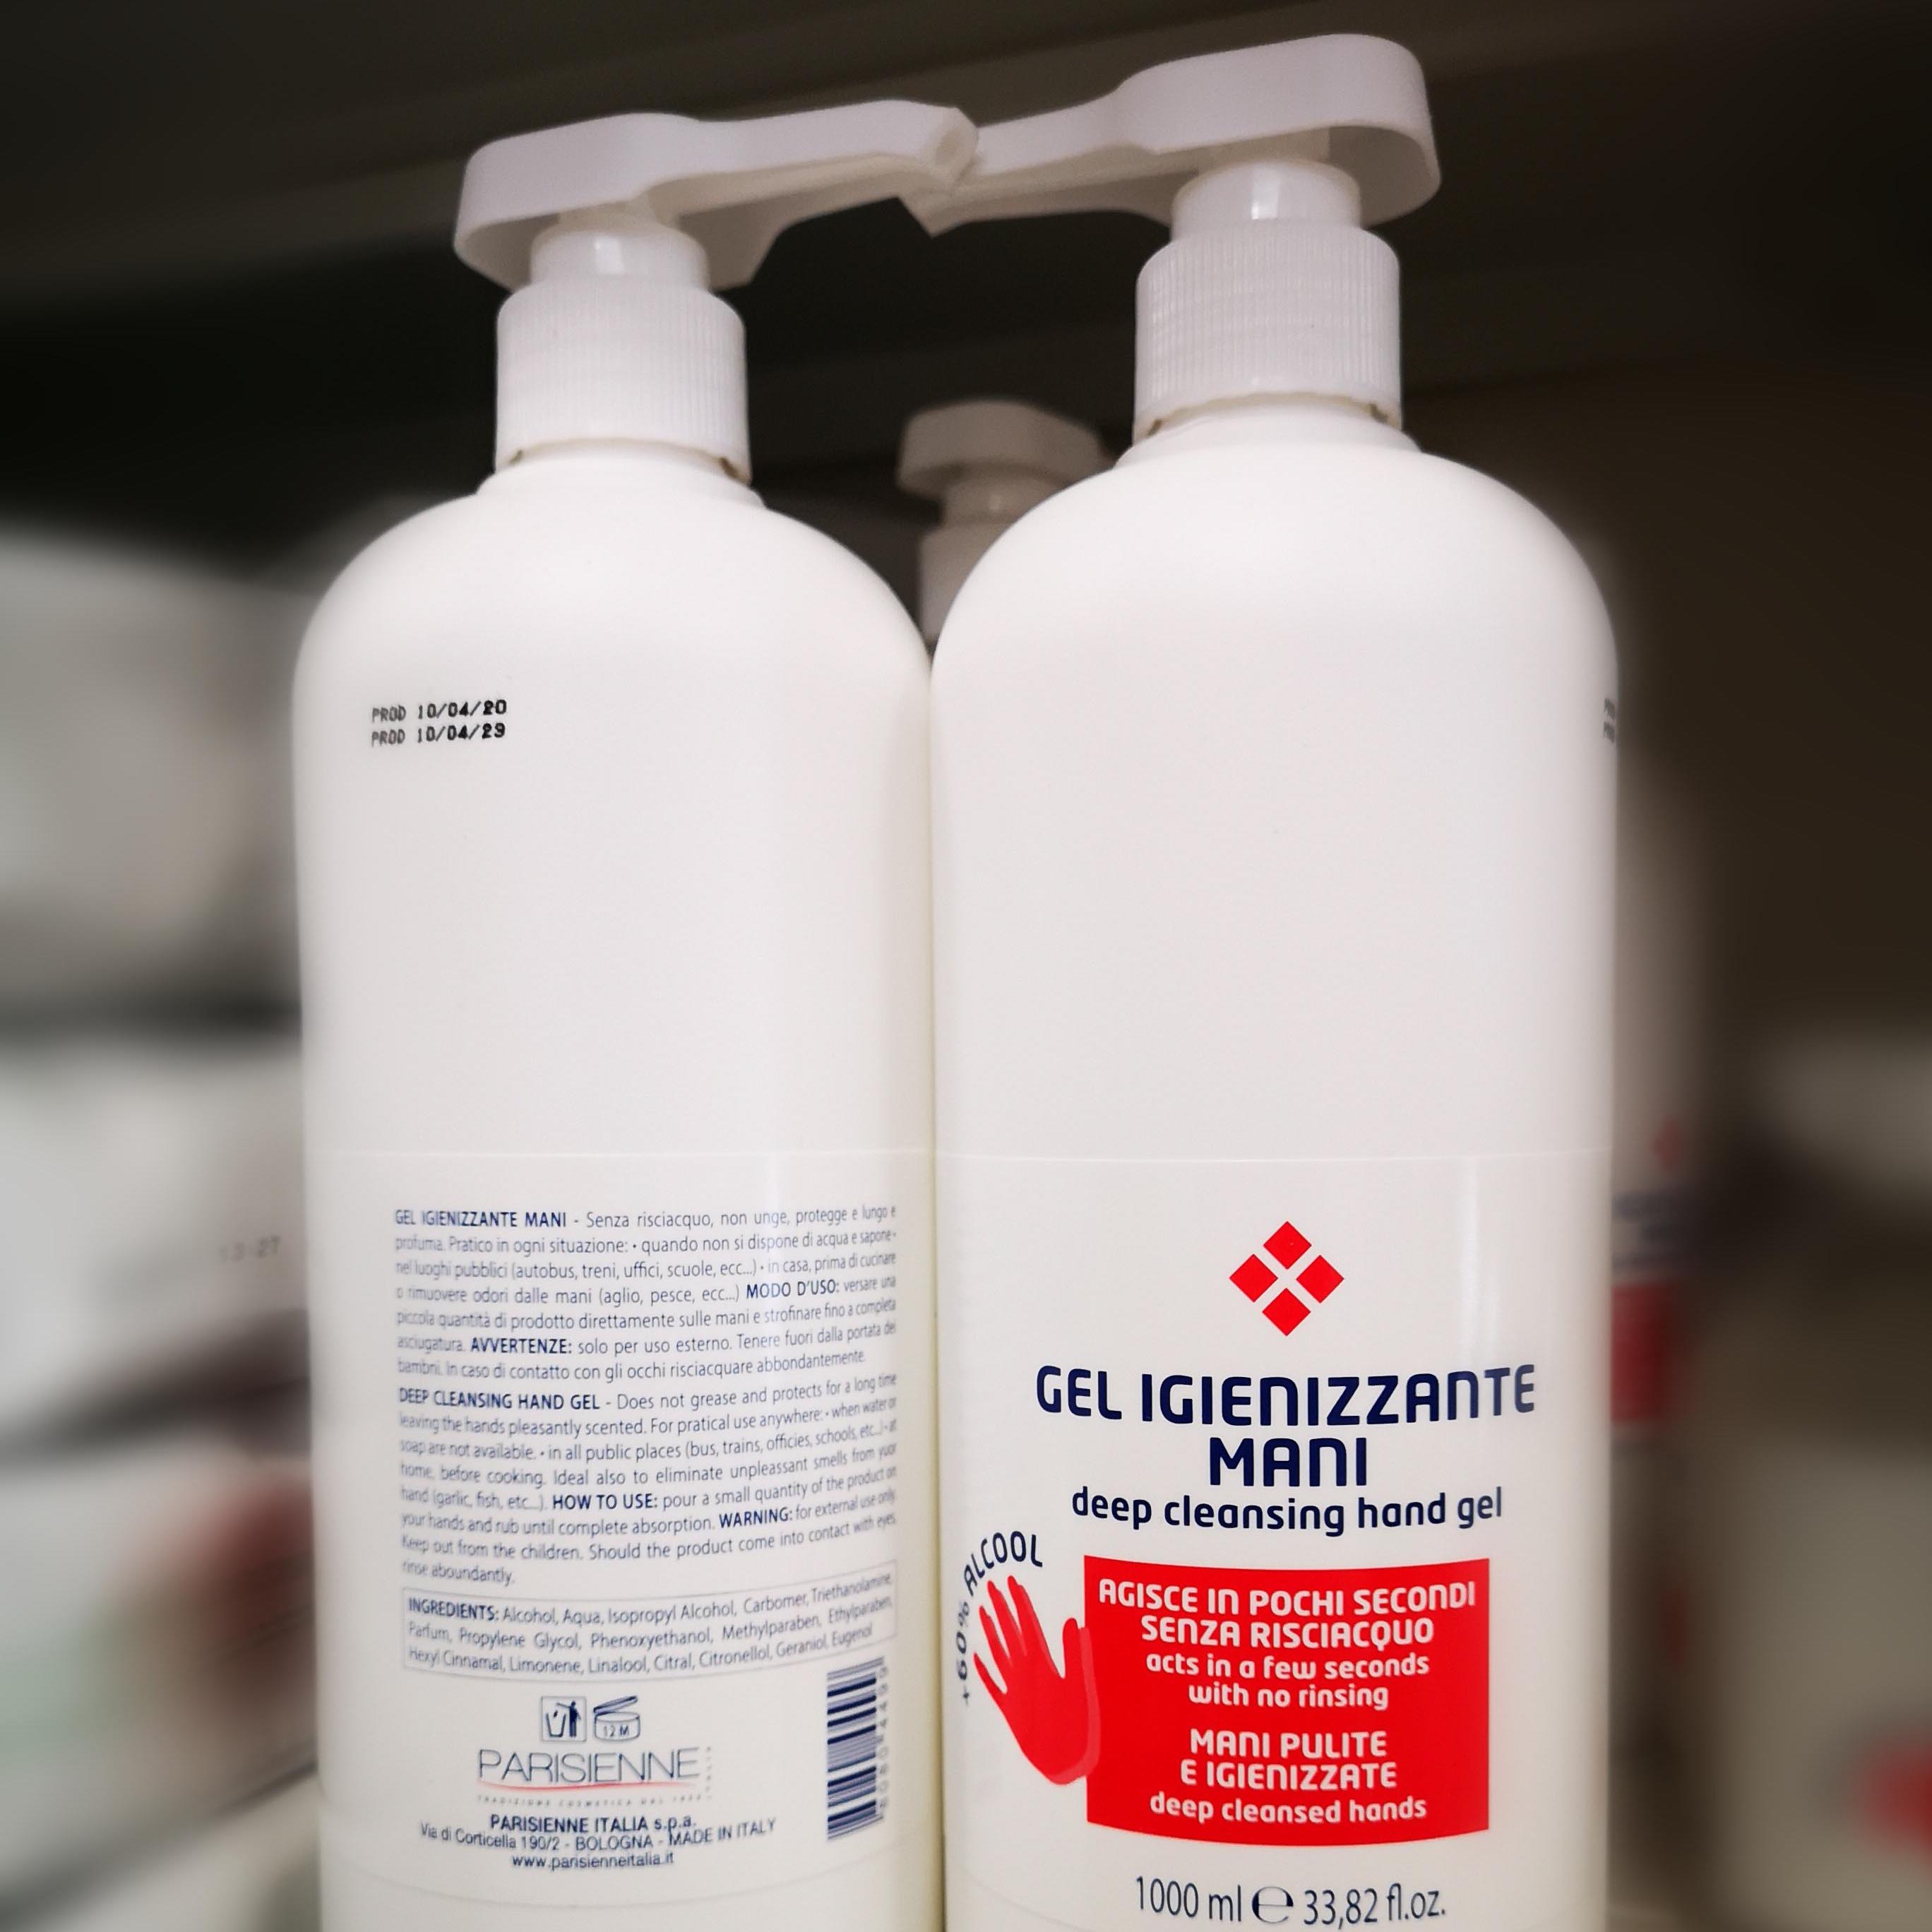 PROD 10/04/20
PROD 10/04/29
GEL IGIENIZZANTE MANI - Senza risciacquo, non unge, protegge e lungo e
profuma. Pratico in ogni situazione: • quando non si dispone di acqua e sapone •
nei luoghi pubblici (autobus, treni, uffici, scuole, ecc...) • in casa, prima di cucinare
o rimuovere odori dalle mani (aglio, pesce, ecc...) MODO D'USO: versare una
piccola quantità di prodotto direttamente sulle mani e strofinare fino a completa
asciugatura. AVVERTENZE: solo per uso esterno. Tenere fuori dalla portata dei
bambini. In caso di contatto con gli occhi risciacquare abbondantemente.
DEEP CLEANSING HAND GEL - Does not grease and protects for a long time
leaving the hands pleasantly scented. For pratical use anywhere: • when water or
soap are not available. • in all public places (bus, trains, officies, schools, etc...) • at
home, before cooking. Ideal also to eliminate unpleassant smells from yuor
hand (garlic, fish, etc...). HOW TO USE: pour a small quantity of the product on
your hands and rub until complete absorption. WARNING: for external use only.
Keep out from the children. Should the product come into contact with eyes,
rinse aboundantly.
INGREDIENTS: Alcohol, Aqua, Isopropyl Alcohol, Carbomer, Triethanolamine,
Parfum, Propylene Glycol, Phenoxyethanol, Methylparaben, Ethylparaben,
Hexyl Cinnamal, Limonene, Linalool, Citral, Citronellol, Geraniol, Eugenol
12 M
PARISIENNE
TRADIZIONE COSMETICA DAL
PARISIENNE ITALIA s.p.a.
Via di Corticella 190/2 - BOLOGNA - MADE IN ITALY
www.parisienneitalia.it
GEL IGIENIZZANTE
MANI
deep cleansing hand gel
+60% ALCOOL
AGISCE IN POCHI SECONDI
SENZA RISCIACQUO
acts in a few seconds
with no rinsing
MANI PULITE
E IGIENIZZATE
deep cleansed hands
1000 ml ℮ 33,82 fl.oz.